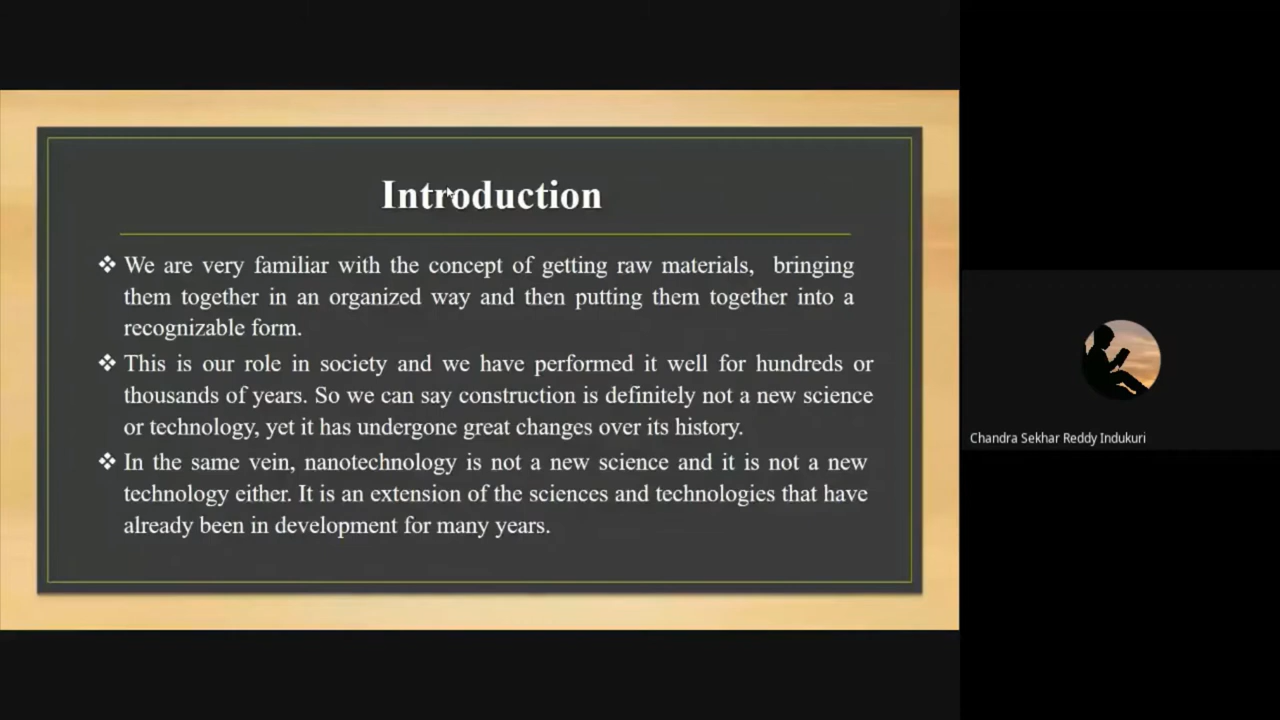 Introduction
❖ We are very familiar with the concept of getting raw materials, bringing
them together in an organized way and then putting them together into a
recognizable form.
❖ This is our role in society and we have performed it well for hundreds or
thousands of years. So we can say construction is definitely not a new science
or technology, yet it has undergone great changes over its history.
❖ In the same vein, nanotechnology is not a new science and it is not a new
technology either. It is an extension of the sciences and technologies that have
already been in development for many years.
Chandra Sekhar Reddy Indukuri